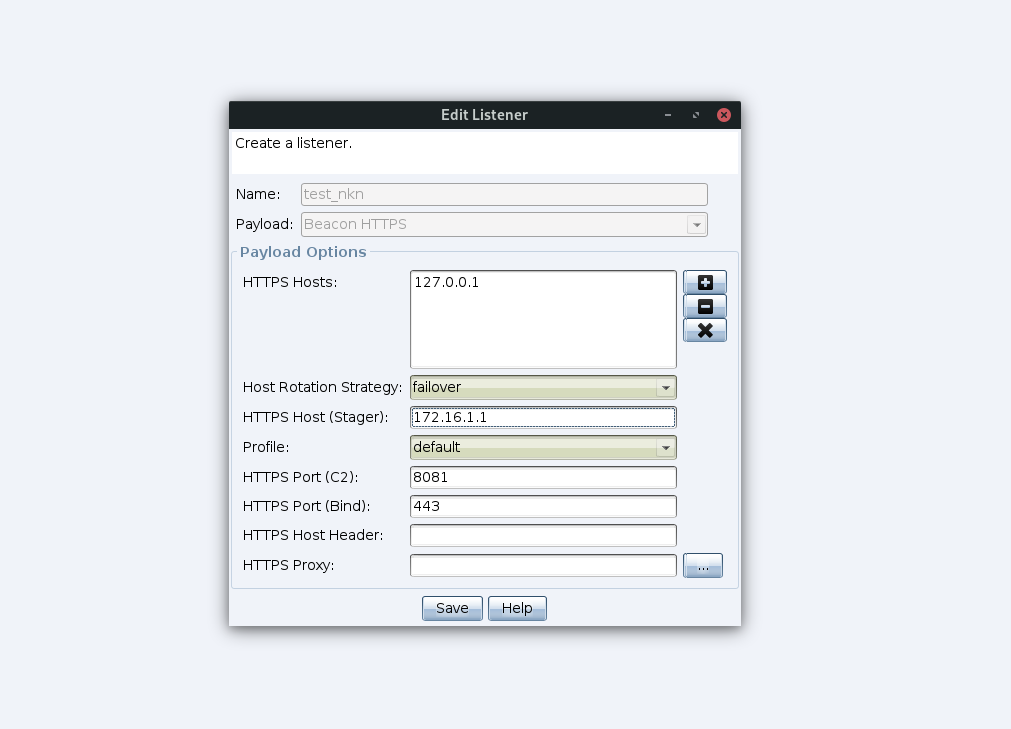 Edit Listener
Create a listener.
Name: test_nkn
Payload: Beacon HTTPS
Payload Options
HTTPS Hosts: 127.0.0.1
Host Rotation Strategy: failover
HTTPS Host (Stager): 172.16.1.1
Profile: default
HTTPS Port (C2): 8081
HTTPS Port (Bind): 443
HTTPS Host Header:
HTTPS Proxy: ...
Save Help